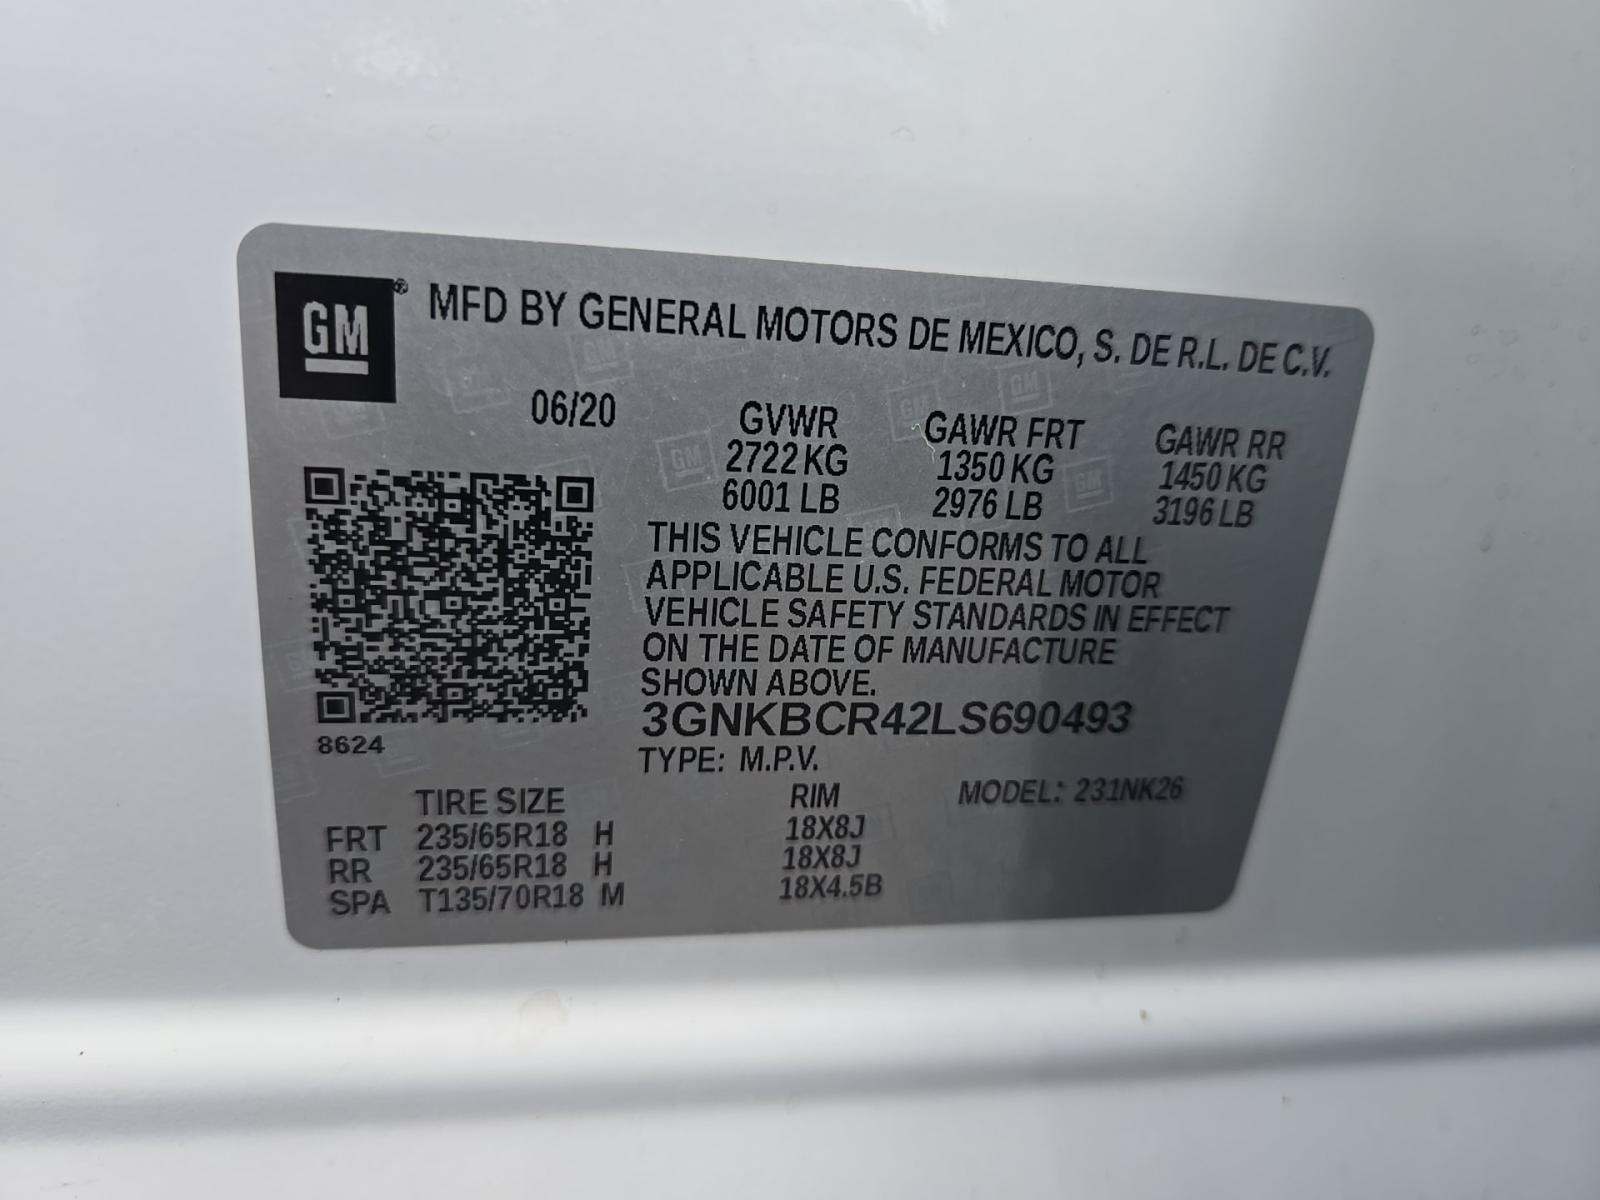 GM® MFD BY GENERAL MOTORS DE MEXICO, S. DE R.L. DE C.V.
06/20 GVWR GAWR FRT GAWR RR
2722 KG 1350 KG 1450 KG
6001 LB 2976 LB 3196 LB
THIS VEHICLE CONFORMS TO ALL
APPLICABLE U.S. FEDERAL MOTOR
VEHICLE SAFETY STANDARDS IN EFFECT
ON THE DATE OF MANUFACTURE
SHOWN ABOVE.
3GNKBCR42LS690493
8624 TYPE: M.P.V.
TIRE SIZE RIM MODEL: 231NK26
FRT 235/65R18 H 18X8J
RR 235/65R18 H 18X8J
SPA T135/70R18 M 18X4.5B